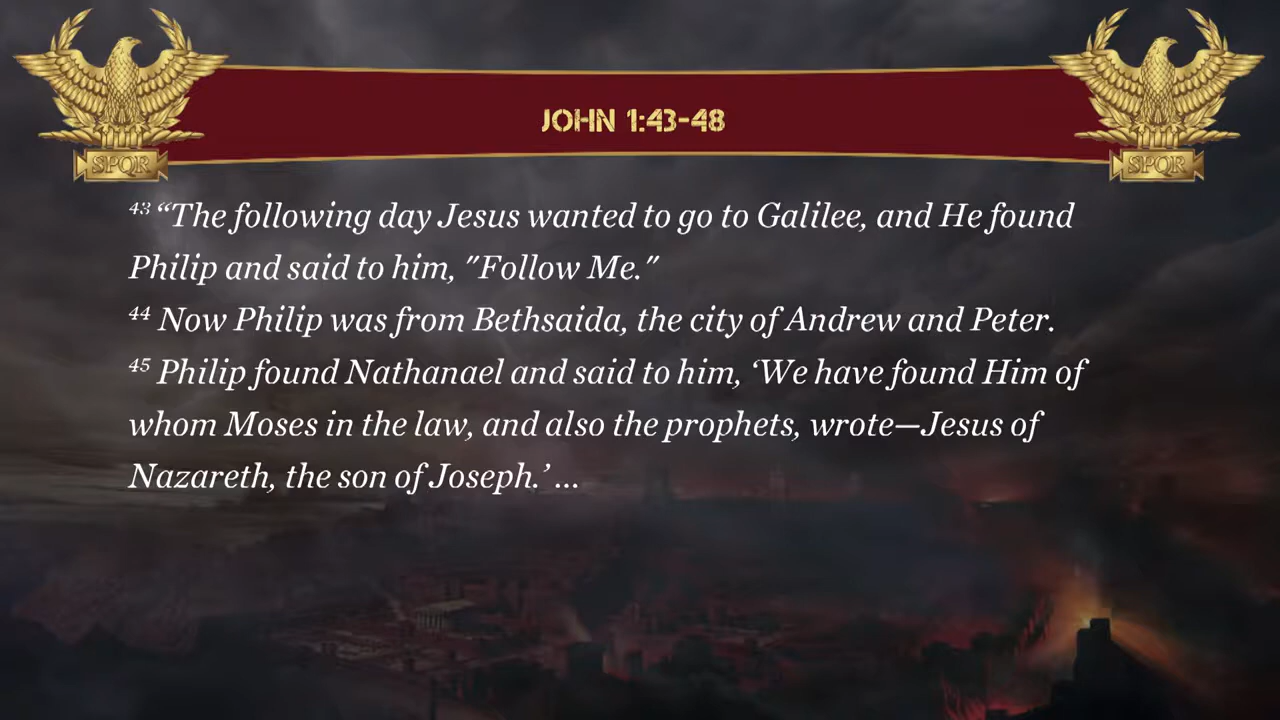 JOHN 1:43-48
SPQR
SPQR
⁴³ “The following day Jesus wanted to go to Galilee, and He found
Philip and said to him, "Follow Me."
⁴⁴ Now Philip was from Bethsaida, the city of Andrew and Peter.
⁴⁵ Philip found Nathanael and said to him, ‘We have found Him of
whom Moses in the law, and also the prophets, wrote—Jesus of
Nazareth, the son of Joseph.’ ...